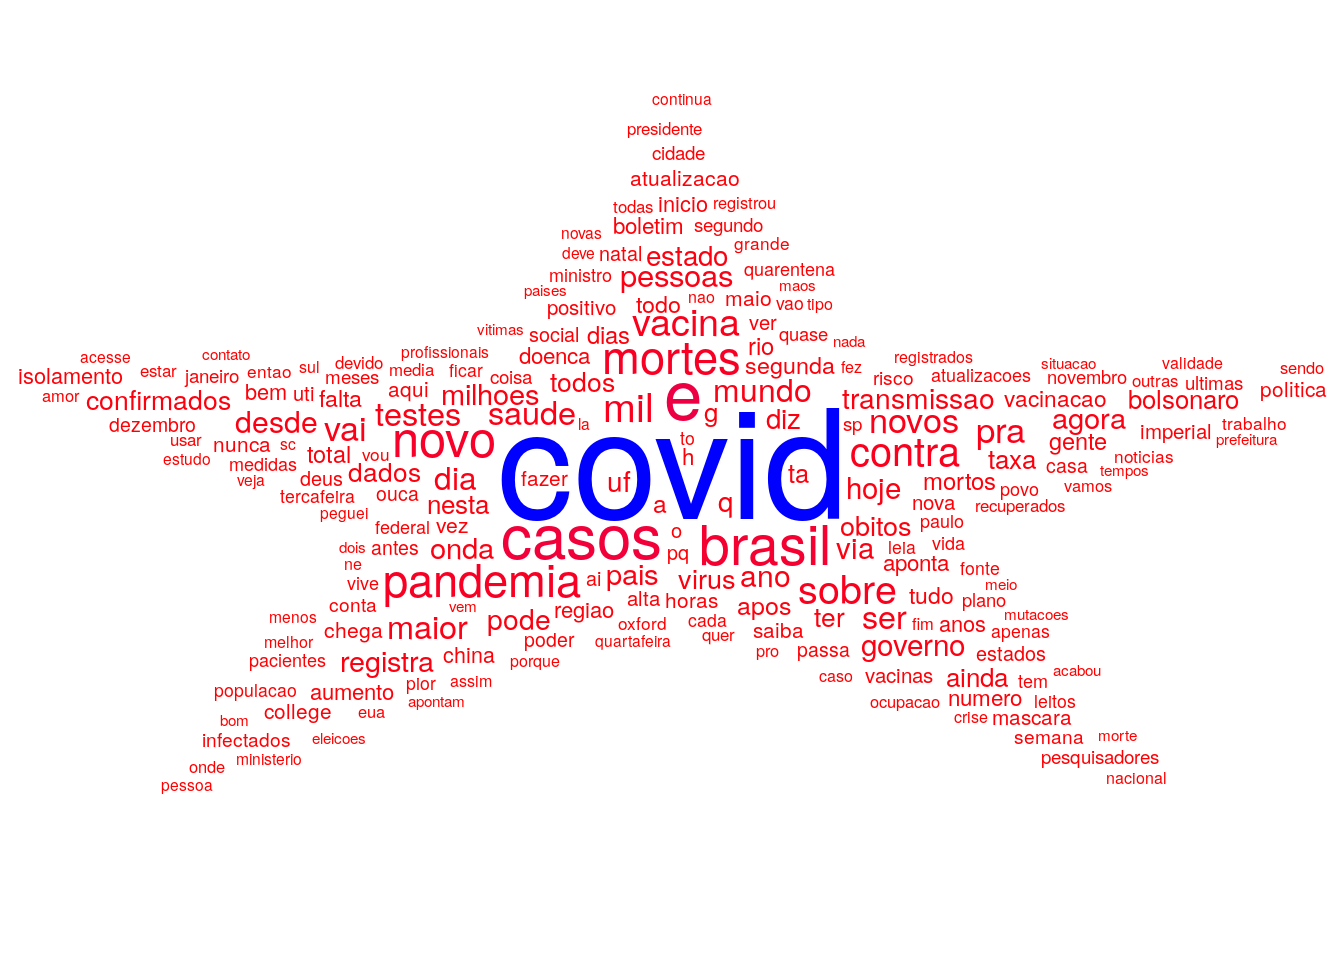 continua
presidente
cidade
atualizacao
todas inicio registrou
boletim segundo
novas grande
deve natal estado
ministro pessoas quarentena
paises maos
positivo todo nao maio vao tipo
vitimas social dias vacina ver quase nada
acesse contato profissionais doenca mortes rio registrados situacao validade
isolamento estar janeiro entao sul devido media ficar coisa segunda fez risco atualizacoes novembro outras ultimas sendo
amor confirmados bem uti meses falta aqui milhoes todos e mundo transmissao vacinacao bolsonaro politica
dezembro desde vai testes saude la mil g diz sp novos pra agora imperial trabalho
usar nunca sc total vou novo covid to contra gente prefeitura
estudo medidas deus dados dia fazer uf h ta taxa casa tempos noticias
veja tercafeira ouca nesta a q hoje mortos povo vamos
peguei federal vez nova recuperados
dois antes onda casos o brasil obitos paulo
ne pq via leia vida
vive pandemia ai pais virus ano aponta fonte
conta vem alta horas sobre tudo plano meio
menos chega maior pode regiao oxford cada apos ter ser fim anos mutacoes
melhor poder quartafeira quer saiba apenas
pacientes registra china porque pro passa governo estados
populacao aumento pior assim caso vacinas ainda tem acabou
bom college eua apontam ocupacao numero leitos
infectados eleicoes crise mascara
onde ministerio semana morte
pessoa pesquisadores
nacional